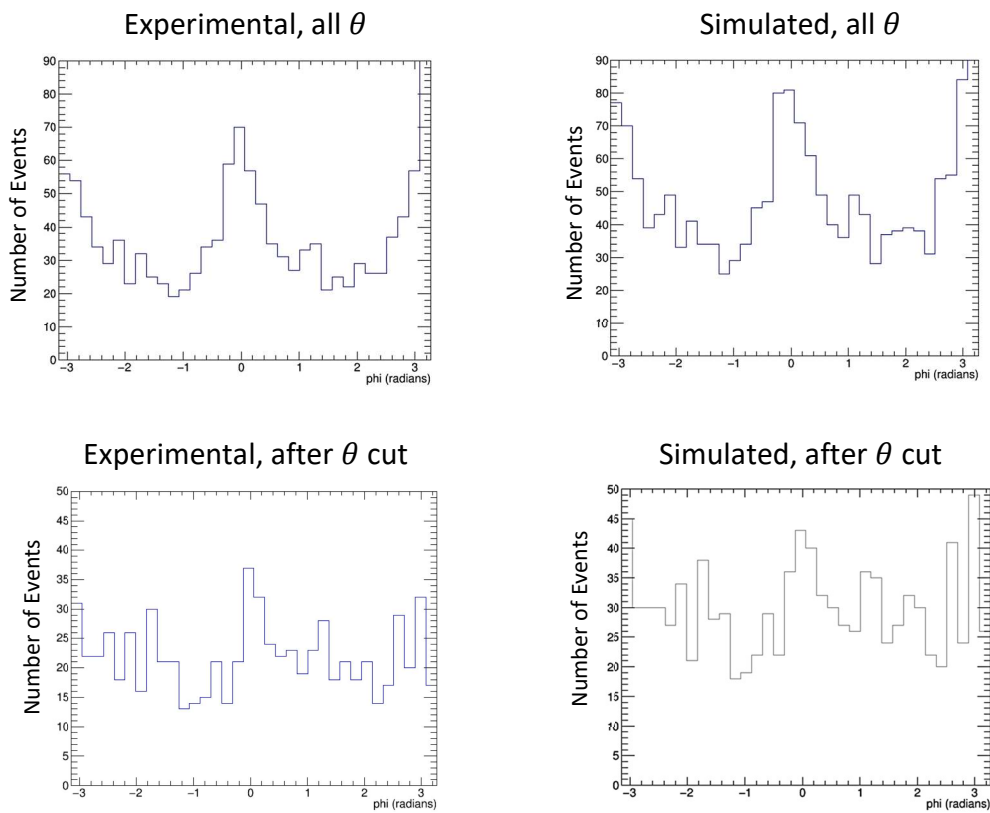 Experimental, all θ
Simulated, all θ
90
80
70
60
50
40
30
20
10
0
Number of Events
−3 −2 −1 0 1 2 3
phi (radians)
90
80
70
60
50
40
30
20
10
0
Number of Events
−3 −2 −1 0 1 2 3
phi (radians)
Experimental, after θ cut
Simulated, after θ cut
50
45
40
35
30
25
20
15
10
5
0
Number of Events
−3 −2 −1 0 1 2 3
phi (radians)
50
45
40
35
30
25
20
15
10
5
0
Number of Events
−3 −2 −1 0 1 2 3
phi (radians)